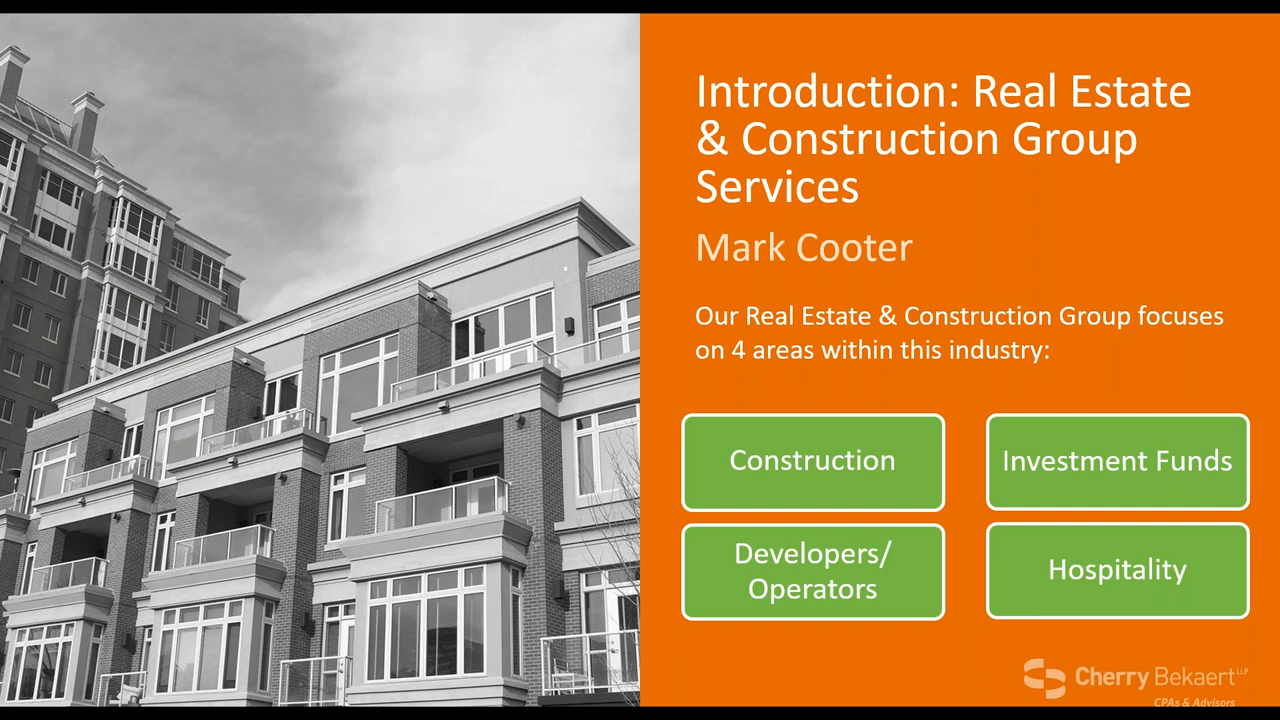 Introduction: Real Estate
& Construction Group
Services
Mark Cooter
Our Real Estate & Construction Group focuses
on 4 areas within this industry:
Construction
Investment Funds
Developers/
Operators
Hospitality
Cherry Bekaert LLP
CPAs & Advisors